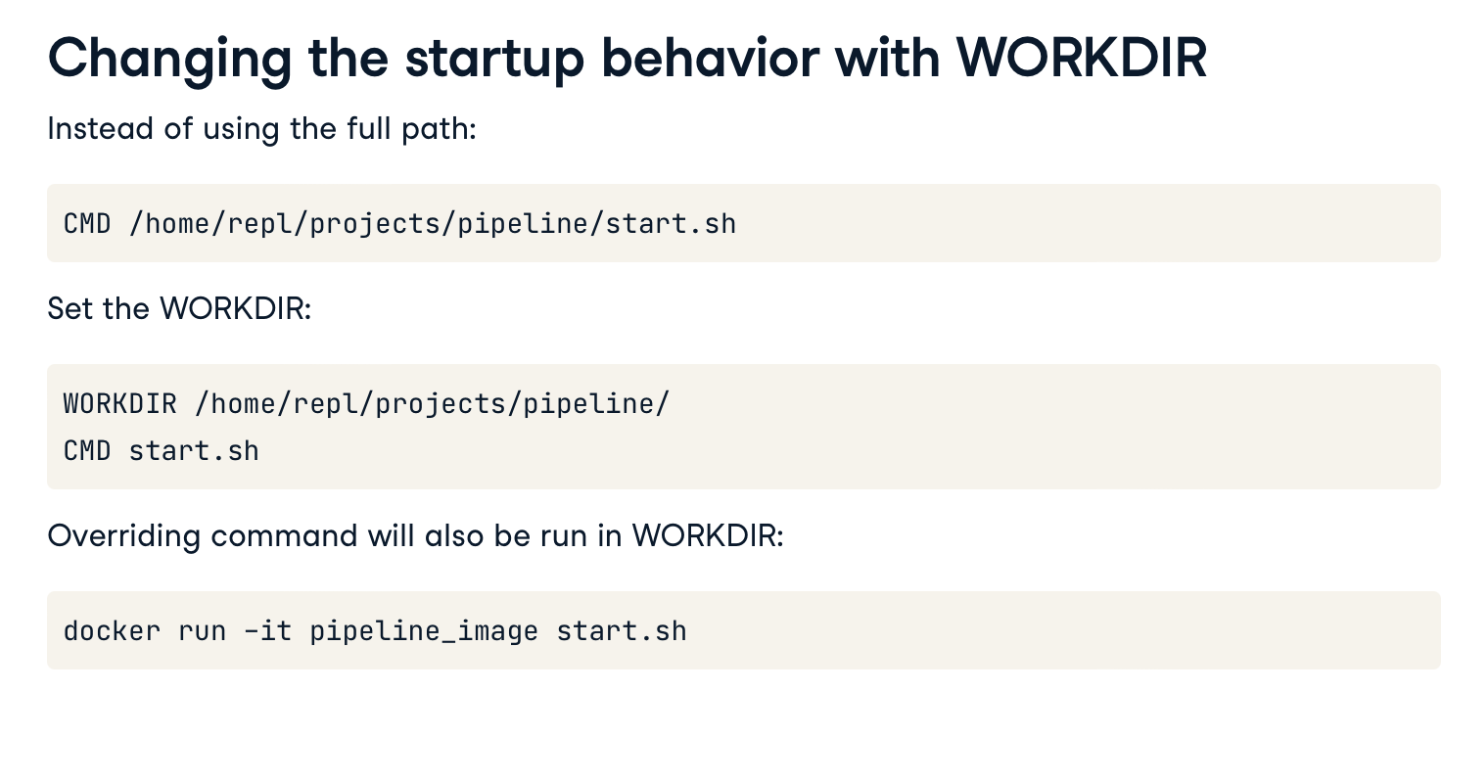 Changing the startup behavior with WORKDIR
Instead of using the full path:
CMD /home/repl/projects/pipeline/start.sh
Set the WORKDIR:
WORKDIR /home/repl/projects/pipeline/
CMD start.sh
Overriding command will also be run in WORKDIR:
docker run -it pipeline_image start.sh